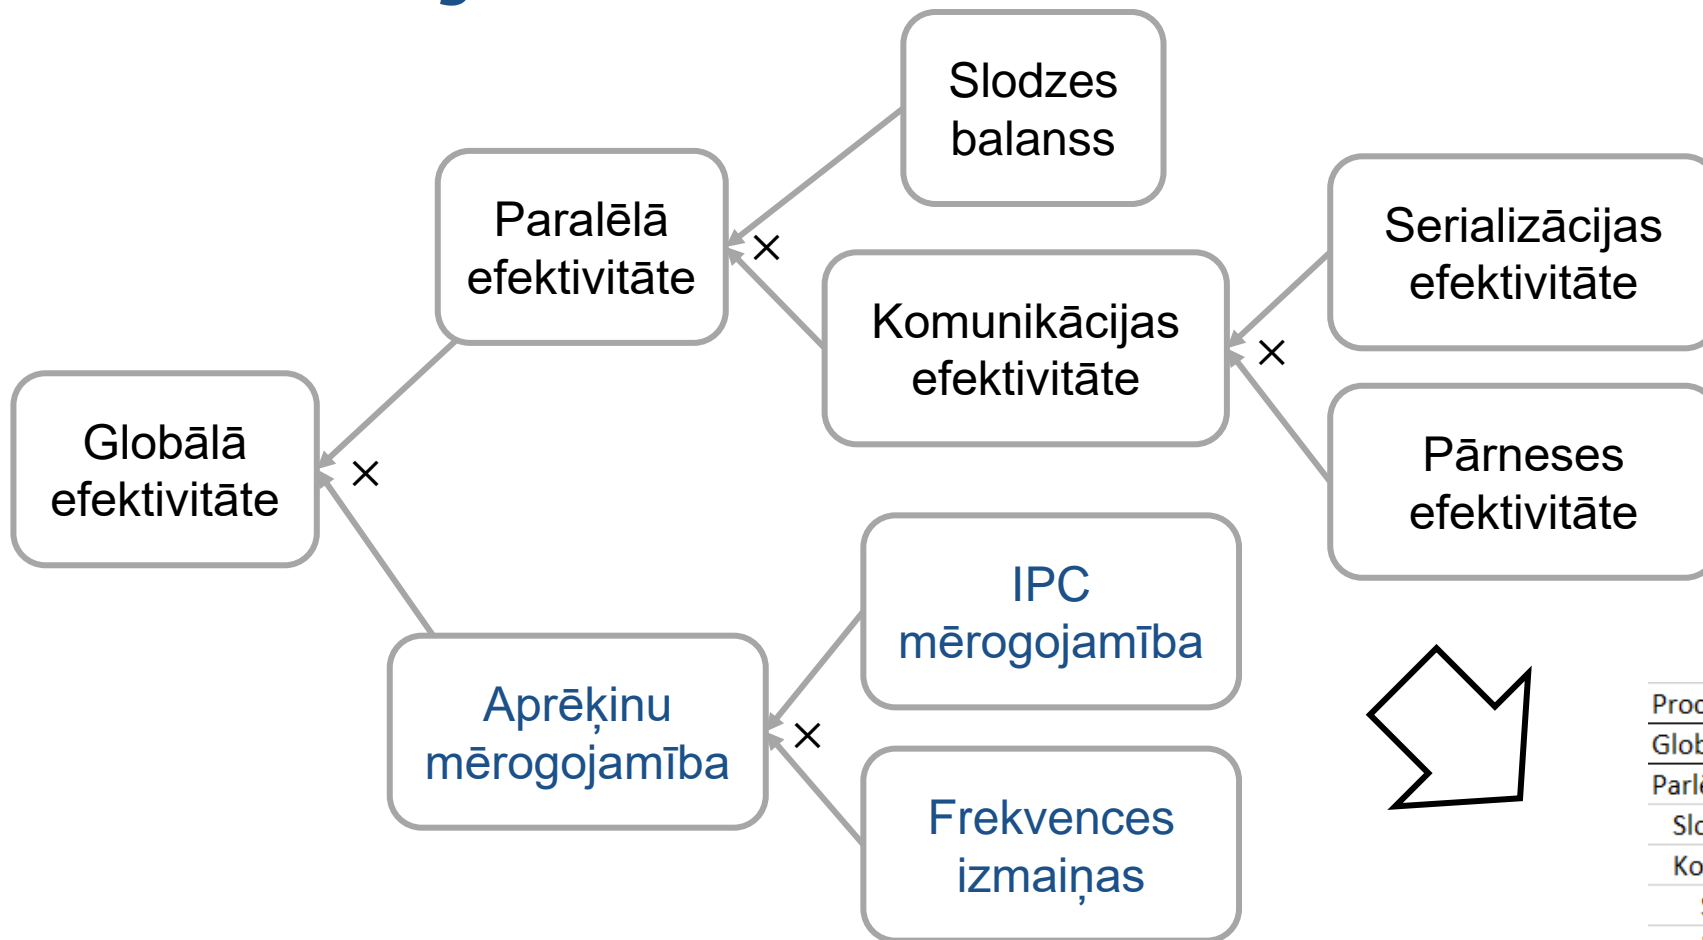 Slodzes
balanss
Paralēlā
efektivitāte
×
Serializācijas
efektivitāte
Komunikācijas
efektivitāte
×
Globālā
efektivitāte
×
Pārneses
efektivitāte
IPC
mērogojamība
Aprēķinu
mērogojamība
×
Frekvences
izmaiņas